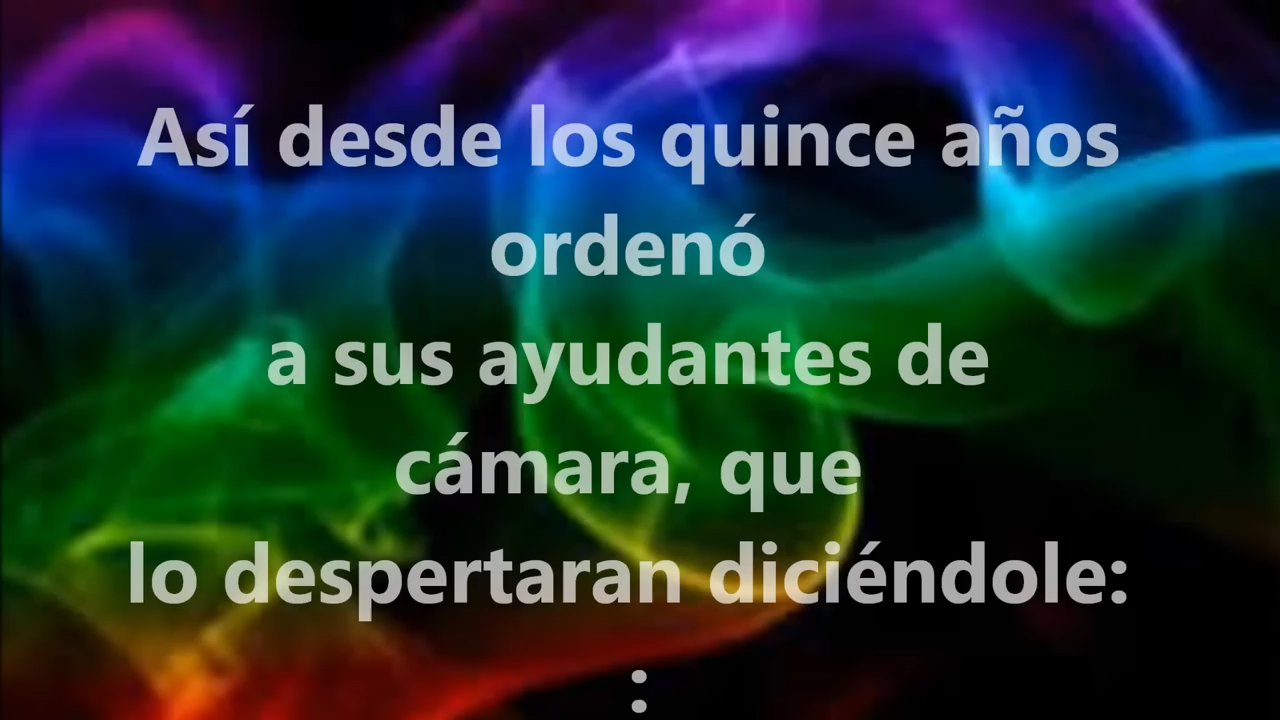 Así desde los quince años
ordenó
a sus ayudantes de
cámara, que
lo despertaran diciéndole:
: